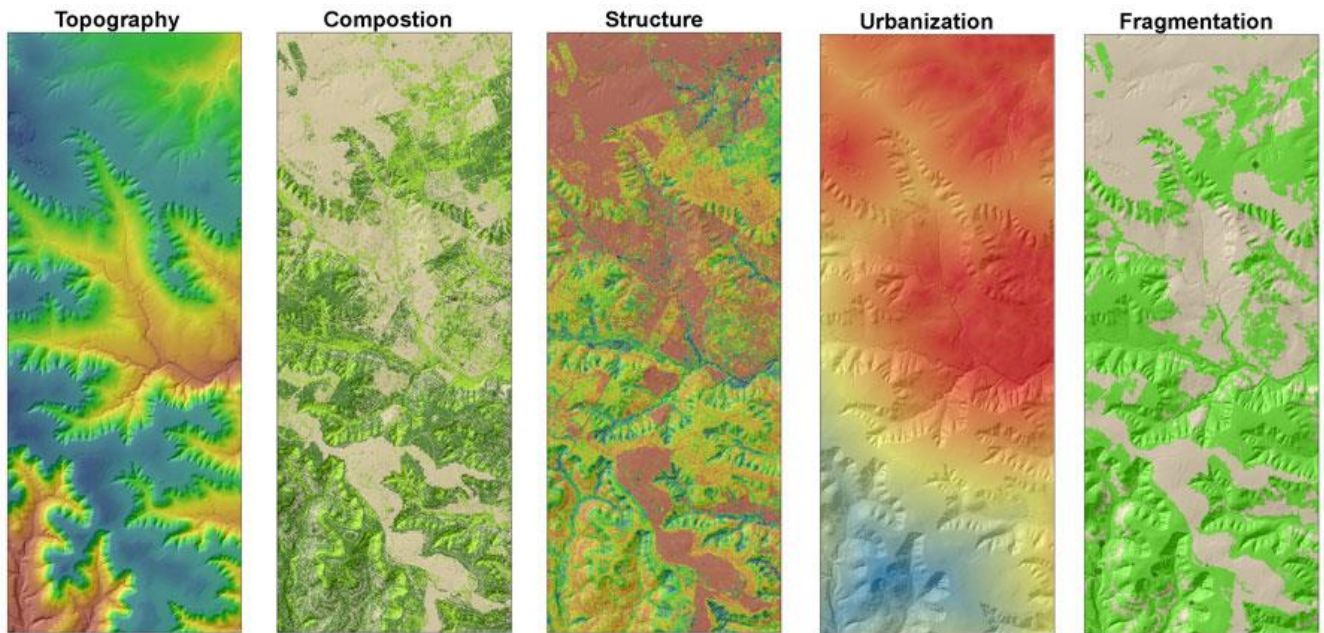 Topography
Compostion
Structure
Urbanization
Fragmentation